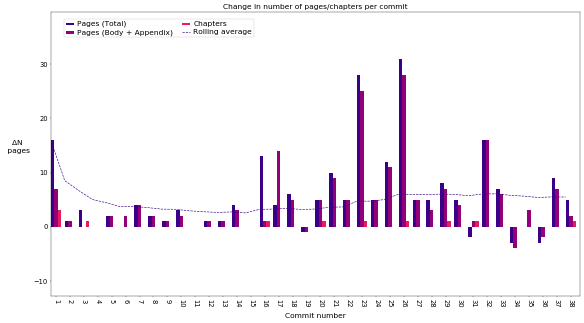 Change in number of pages/chapters per commit
Pages (Total)
Pages (Body + Appendix)
Chapters
Rolling average
ΔN
pages
30
20
10
0
−10
1 2 3 4 5 6 7 8 9 10 11 12 13 14 15 16 17 18 19 20 21 22 23 24 25 26 27 28 29 30 31 32 33 34 35 36 37 38
Commit number